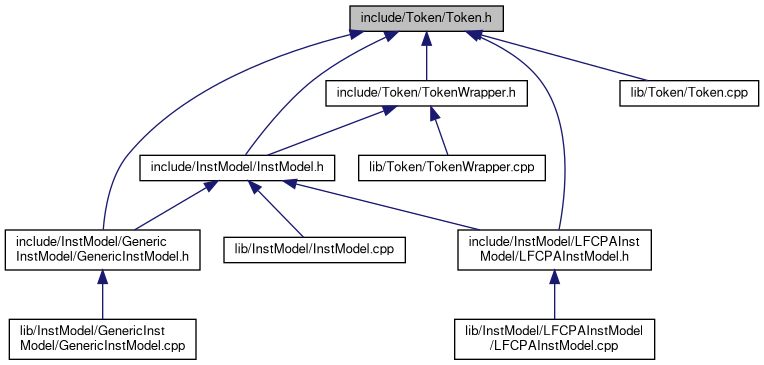 include/Token/Token.h
include/Token/TokenWrapper.h
lib/Token/Token.cpp
include/InstModel/InstModel.h
lib/Token/TokenWrapper.cpp
include/InstModel/Generic
InstModel/GenericInstModel.h
lib/InstModel/InstModel.cpp
include/InstModel/LFCPAInst
Model/LFCPAInstModel.h
lib/InstModel/GenericInst
Model/GenericInstModel.cpp
lib/InstModel/LFCPAInstModel
/LFCPAInstModel.cpp